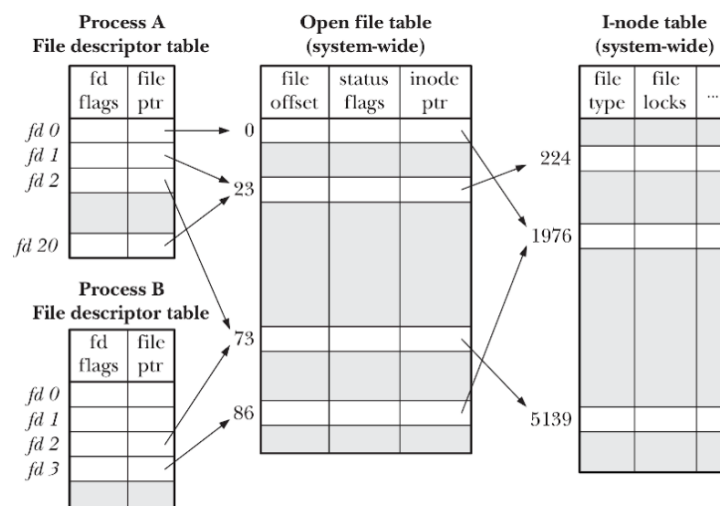 Process A
File descriptor table
fd
flags
file
ptr
fd 0
fd 1
fd 2
fd 20
Process B
File descriptor table
fd
flags
file
ptr
fd 0
fd 1
fd 2
fd 3
Open file table
(system-wide)
file
offset
status
flags
inode
ptr
0
23
73
86
I-node table
(system-wide)
file
type
file
locks
...
224
1976
5139